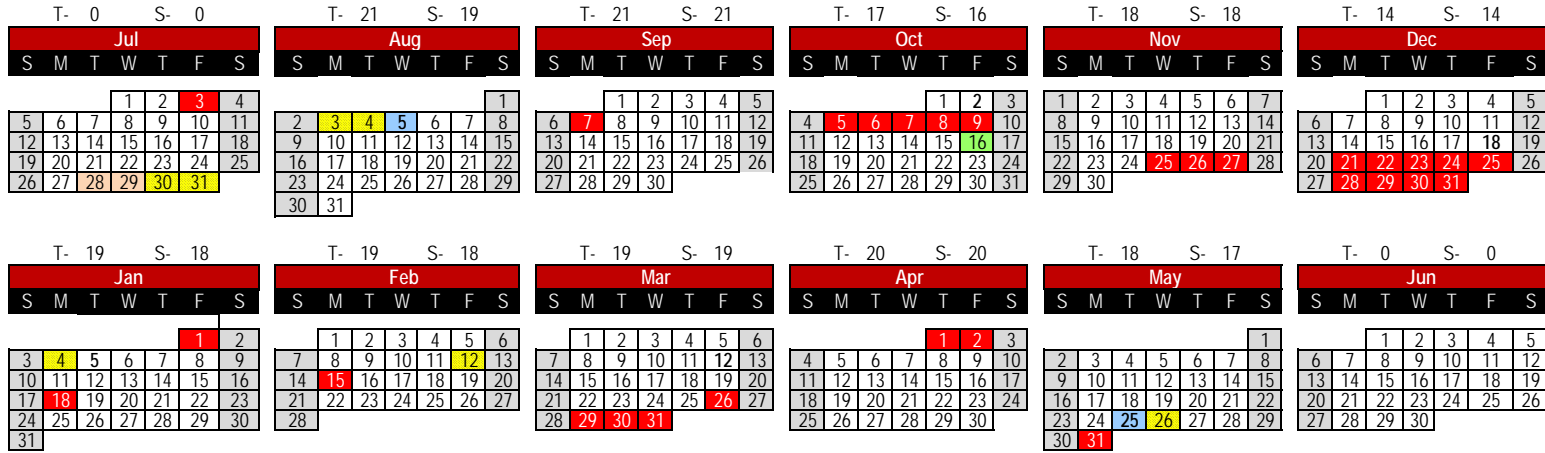 T- 0 S- 0 T- 21 S- 19 T- 21 S- 21 T- 17 S- 16 T- 18 S- 18 T- 14 S- 14
Jul Aug Sep Oct Nov Dec
S M T W T F S S M T W T F S S M T W T F S S M T W T F S S M T W T F S S M T W T F S
1 2 3 4 1 1 2 3 4 5 1 2 3 1 2 3 4 5 6 7 1 2 3 4 5
5 6 7 8 9 10 11 2 3 4 5 6 7 8 6 7 8 9 10 11 12 4 5 6 7 8 9 10 8 9 10 11 12 13 14 6 7 8 9 10 11 12
12 13 14 15 16 17 18 9 10 11 12 13 14 15 13 14 15 16 17 18 19 11 12 13 14 15 16 17 15 16 17 18 19 20 21 13 14 15 16 17 18 19
19 20 21 22 23 24 25 16 17 18 19 20 21 22 20 21 22 23 24 25 26 18 19 20 21 22 23 24 22 23 24 25 26 27 28 20 21 22 23 24 25 26
26 27 28 29 30 31 23 24 25 26 27 28 29 27 28 29 30 25 26 27 28 29 30 31 29 30 27 28 29 30 31
30 31
T- 19 S- 18 T- 19 S- 18 T- 19 S- 19 T- 20 S- 20 T- 18 S- 17 T- 0 S- 0
Jan Feb Mar Apr May Jun
S M T W T F S S M T W T F S S M T W T F S S M T W T F S S M T W T F S S M T W T F S
1 2 1 2 3 4 5 6 1 2 3 4 5 6 1 2 3 1 1 2 3 4 5
3 4 5 6 7 8 9 7 8 9 10 11 12 13 7 8 9 10 11 12 13 4 5 6 7 8 9 10 2 3 4 5 6 7 8 6 7 8 9 10 11 12
10 11 12 13 14 15 16 14 15 16 17 18 19 20 14 15 16 17 18 19 20 11 12 13 14 15 16 17 9 10 11 12 13 14 15 13 14 15 16 17 18 19
17 18 19 20 21 22 23 21 22 23 24 25 26 27 21 22 23 24 25 26 27 18 19 20 21 22 23 24 16 17 18 19 20 21 22 20 21 22 23 24 25 26
24 25 26 27 28 29 30 28 28 29 30 31 25 26 27 28 29 30 23 24 25 26 27 28 29 27 28 29 30
31 30 31